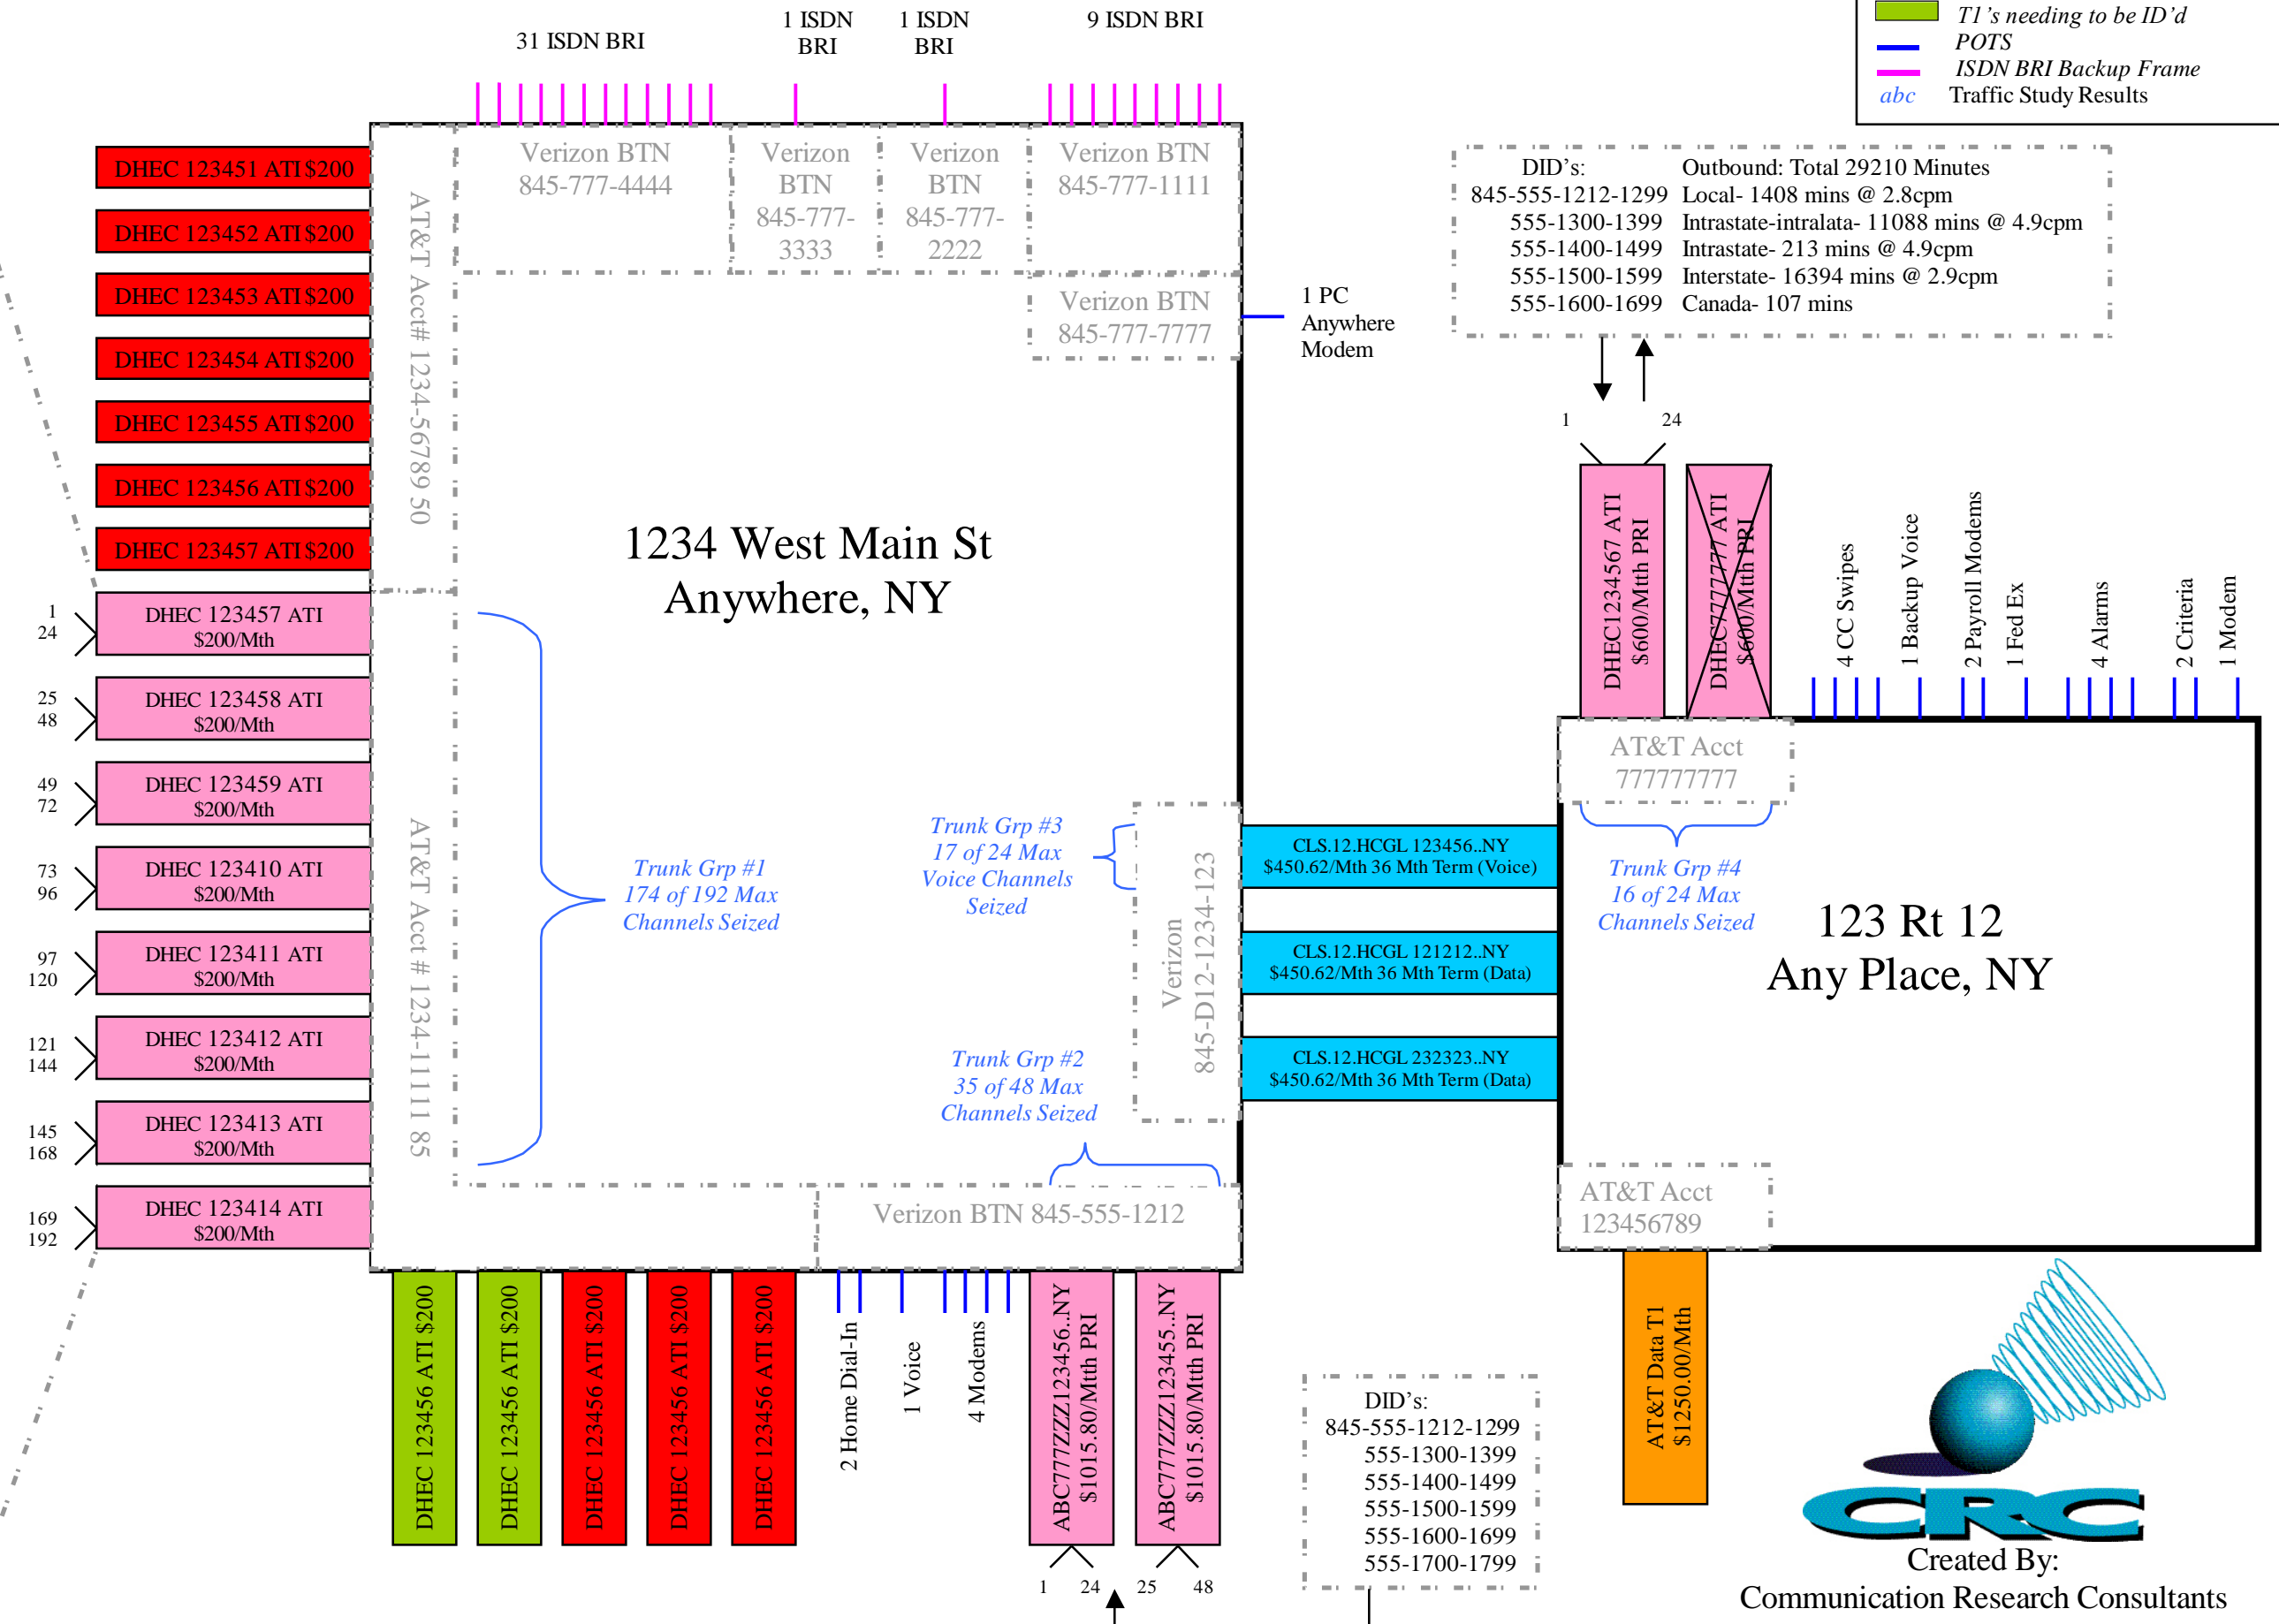 T1's needing to be ID'd
POTS
ISDN BRI Backup Frame
abc Traffic Study Results
31 ISDN BRI
1 ISDN
BRI
1 ISDN
BRI
9 ISDN BRI
Verizon BTN
845-777-4444
Verizon
BTN
845-777-
3333
Verizon
BTN
845-777-
2222
Verizon BTN
845-777-1111
Verizon BTN
845-777-7777
1 PC
Anywhere
Modem
DHEC 123451 ATI $200
DHEC 123452 ATI $200
DHEC 123453 ATI $200
DHEC 123454 ATI $200
DHEC 123455 ATI $200
DHEC 123456 ATI $200
DHEC 123457 ATI $200
AT&T Acct# 1234-56789 50
1
24
DHEC 123457 ATI
$200/Mth
25
48
DHEC 123458 ATI
$200/Mth
49
72
DHEC 123459 ATI
$200/Mth
73
96
DHEC 123410 ATI
$200/Mth
97
120
DHEC 123411 ATI
$200/Mth
121
144
DHEC 123412 ATI
$200/Mth
145
168
DHEC 123413 ATI
$200/Mth
169
192
DHEC 123414 ATI
$200/Mth
AT&T Acct # 1234-11111 85
1234 West Main St
Anywhere, NY
Trunk Grp #1
174 of 192 Max
Channels Seized
Trunk Grp #3
17 of 24 Max
Voice Channels
Seized
Trunk Grp #2
35 of 48 Max
Channels Seized
Verizon
845-D12-1234-123
Verizon BTN 845-555-1212
CLS.12.HCGL 123456..NY
$450.62/Mth 36 Mth Term (Voice)
CLS.12.HCGL 121212..NY
$450.62/Mth 36 Mth Term (Data)
CLS.12.HCGL 232323..NY
$450.62/Mth 36 Mth Term (Data)
DID's:
845-555-1212-1299
555-1300-1399
555-1400-1499
555-1500-1599
555-1600-1699
Outbound: Total 29210 Minutes
Local- 1408 mins @ 2.8cpm
Intrastate-intralata- 11088 mins @ 4.9cpm
Intrastate- 213 mins @ 4.9cpm
Interstate- 16394 mins @ 2.9cpm
Canada- 107 mins
1
24
DHEC1234567 ATI
$600/Mth PRI
DHEC7777777 ATI
$600/Mth PRI
4 CC Swipes
1 Backup Voice
2 Payroll Modems
1 Fed Ex
4 Alarms
2 Criteria
1 Modem
AT&T Acct
777777777
Trunk Grp #4
16 of 24 Max
Channels Seized
123 Rt 12
Any Place, NY
AT&T Acct
123456789
AT&T Data T1
$1250.00/Mth
DHEC 123456 ATI $200
DHEC 123456 ATI $200
DHEC 123456 ATI $200
DHEC 123456 ATI $200
DHEC 123456 ATI $200
2 Home Dial-In
1 Voice
4 Modems
ABC777ZZZ123456..NY
$1015.80/Mth PRI
ABC777ZZZ123455..NY
$1015.80/Mth PRI
1
24
25
48
DID's:
845-555-1212-1299
555-1300-1399
555-1400-1499
555-1500-1599
555-1600-1699
555-1700-1799
CRC
Created By:
Communication Research Consultants